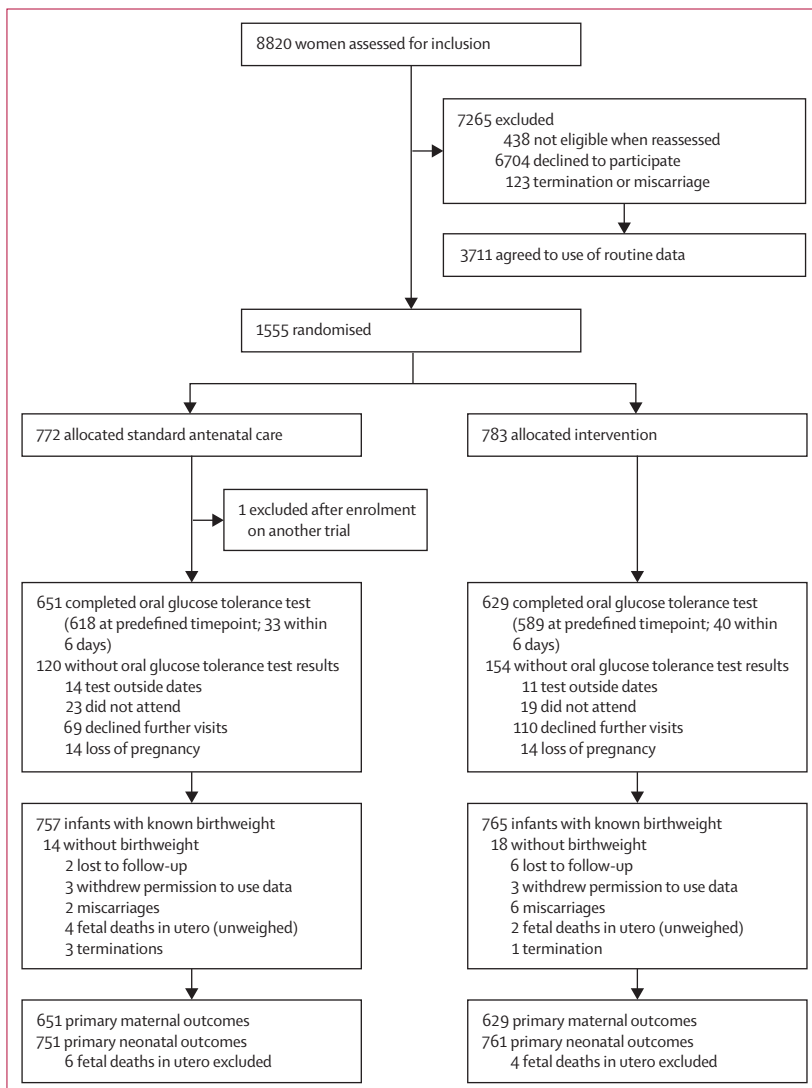 8820 women assessed for inclusion
7265 excluded
438 not eligible when reassessed
6704 declined to participate
123 termination or miscarriage
3711 agreed to use of routine data
1555 randomised
772 allocated standard antenatal care
783 allocated intervention
1 excluded after enrolment
on another trial
651 completed oral glucose tolerance test
(618 at predefined timepoint; 33 within
6 days)
120 without oral glucose tolerance test results
14 test outside dates
23 did not attend
69 declined further visits
14 loss of pregnancy
629 completed oral glucose tolerance test
(589 at predefined timepoint; 40 within
6 days)
154 without oral glucose tolerance test results
11 test outside dates
19 did not attend
110 declined further visits
14 loss of pregnancy
757 infants with known birthweight
14 without birthweight
2 lost to follow-up
3 withdrew permission to use data
2 miscarriages
4 fetal deaths in utero (unweighed)
3 terminations
765 infants with known birthweight
18 without birthweight
6 lost to follow-up
3 withdrew permission to use data
6 miscarriages
2 fetal deaths in utero (unweighed)
1 termination
651 primary maternal outcomes
751 primary neonatal outcomes
6 fetal deaths in utero excluded
629 primary maternal outcomes
761 primary neonatal outcomes
4 fetal deaths in utero excluded